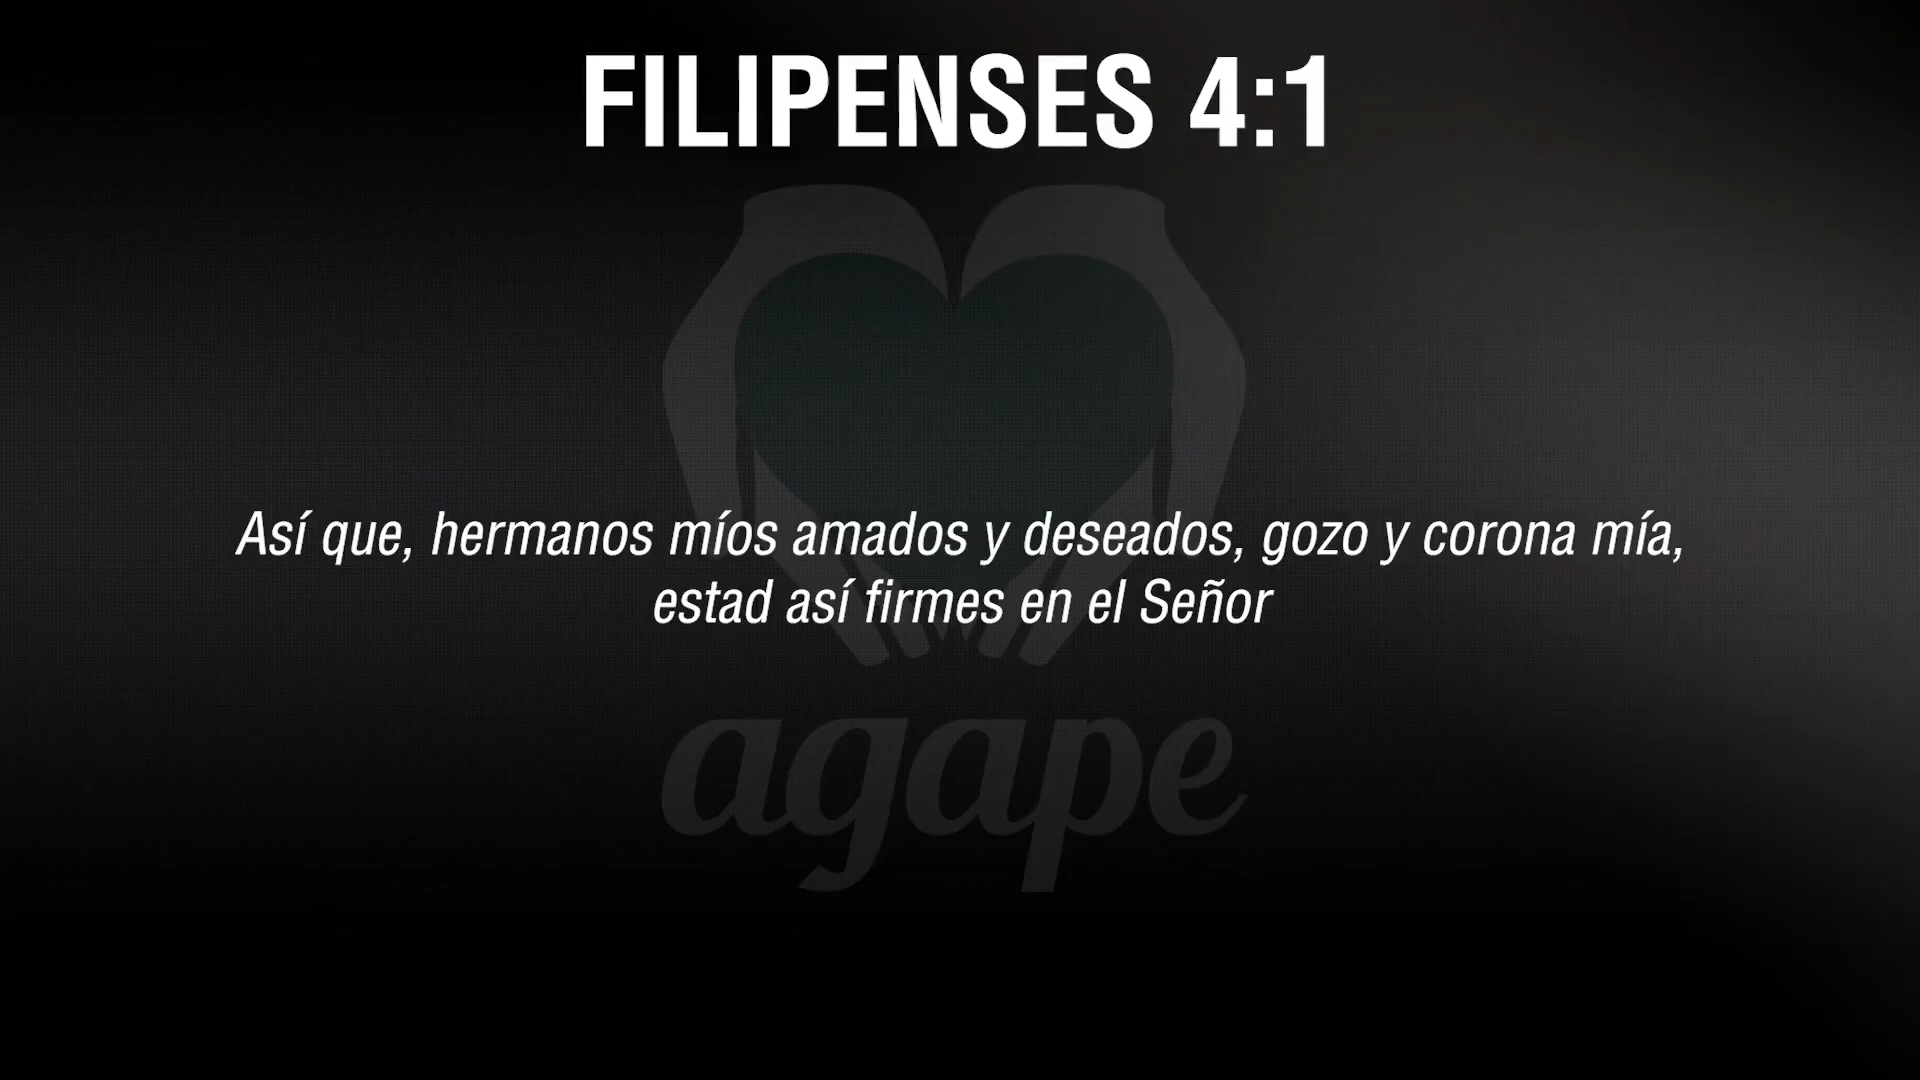 FILIPENSES 4:1
Así que, hermanos míos amados y deseados, gozo y corona mía,
estad así firmes en el Señor
agape